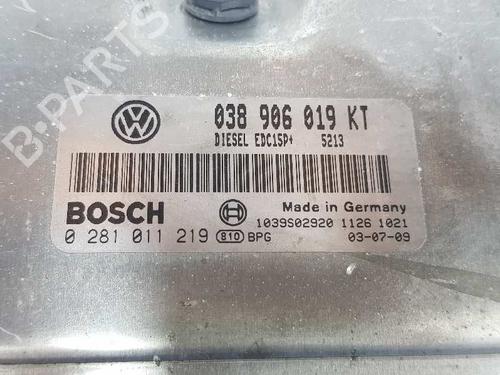 038 906 019 KT
DIESEL EDC15P+ 5213
BOSCH
Made in Germany
1039S02920 1126 1021
0 281 011 219 810 BPG 03-07-09